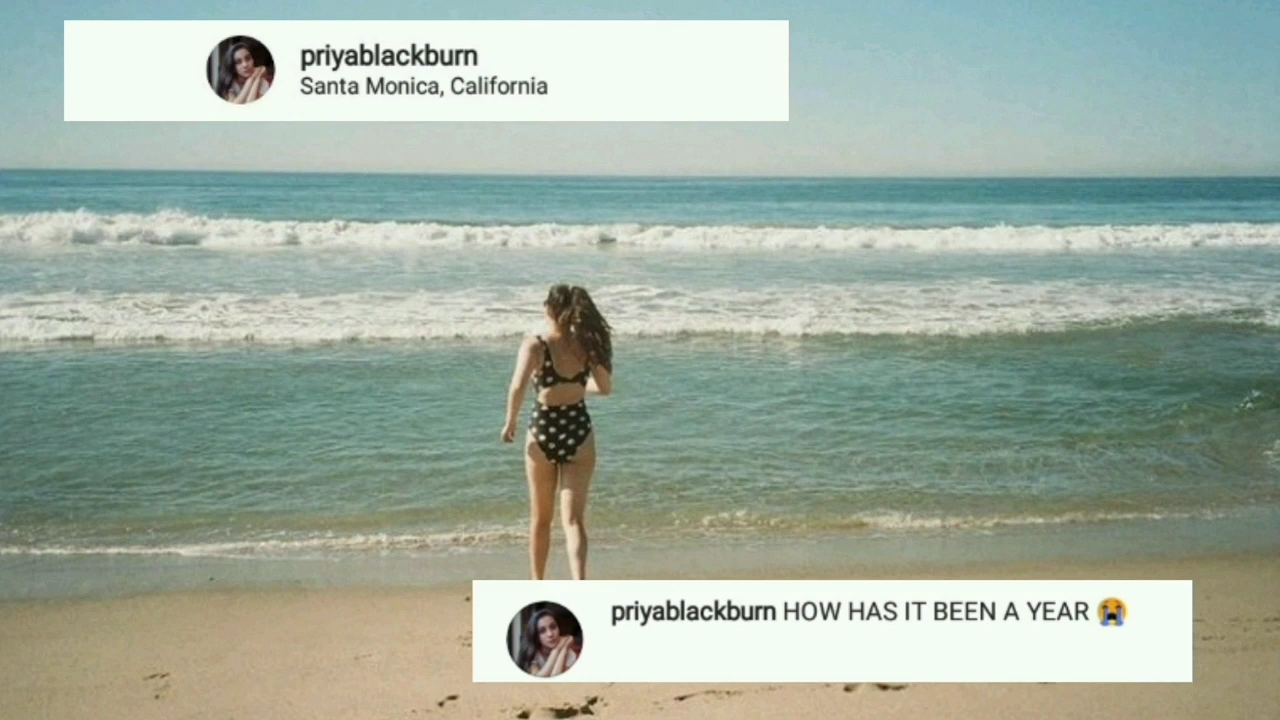 priyablackburn
Santa Monica, California
priyablackburn HOW HAS IT BEEN A YEAR 😭